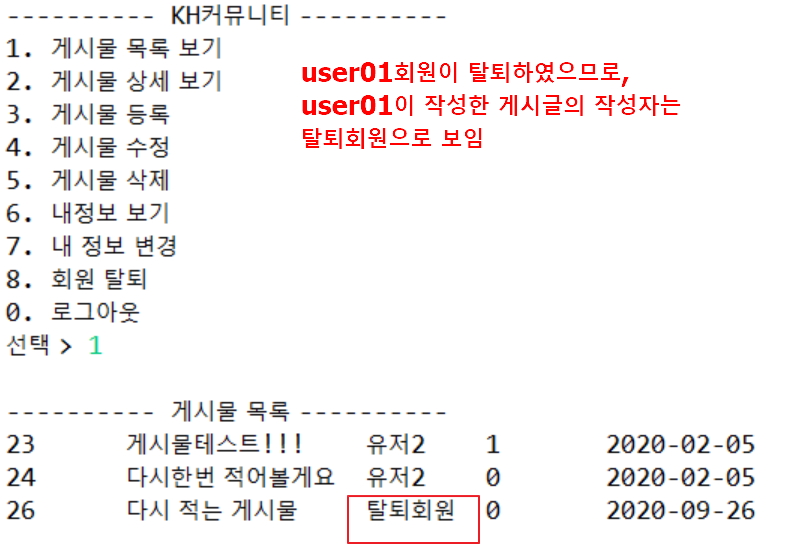 ---------- KH커뮤니티 ----------
1. 게시물 목록 보기
2. 게시물 상세 보기
3. 게시물 등록
4. 게시물 수정
5. 게시물 삭제
6. 내정보 보기
7. 내 정보 변경
8. 회원 탈퇴
0. 로그아웃
선택 > 1
user01회원이 탈퇴하였으므로,
user01이 작성한 게시글의 작성자는
탈퇴회원으로 보임
---------- 게시물 목록 ----------
23 게시물테스트!!! 유저2 1 2020-02-05
24 다시한번 적어볼게요 유저2 0 2020-02-05
26 다시 적는 게시물 탈퇴회원 0 2020-09-26